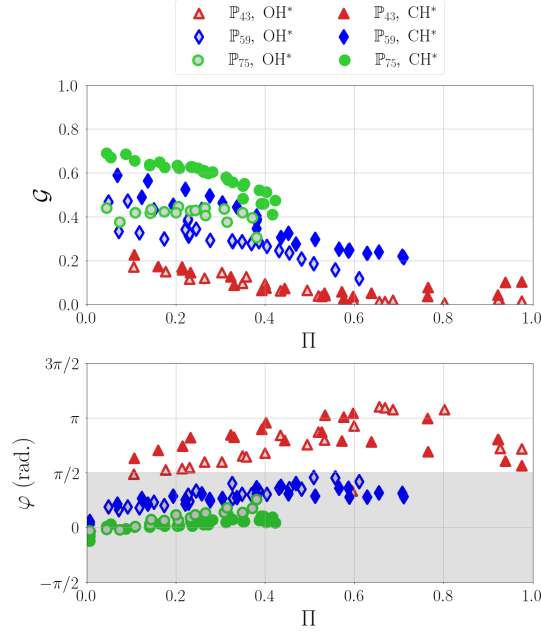 ℙ₄₃, OH* ℙ₄₃, CH*
ℙ₅₉, OH* ℙ₅₉, CH*
ℙ₇₅, OH* ℙ₇₅, CH*
1.0
0.8
0.6
0.4
0.2
0.0
𝒢
0.0 0.2 0.4 0.6 0.8 1.0
Π
3π/2
π
π/2
0
−π/2
φ (rad.)
0.0 0.2 0.4 0.6 0.8 1.0
Π